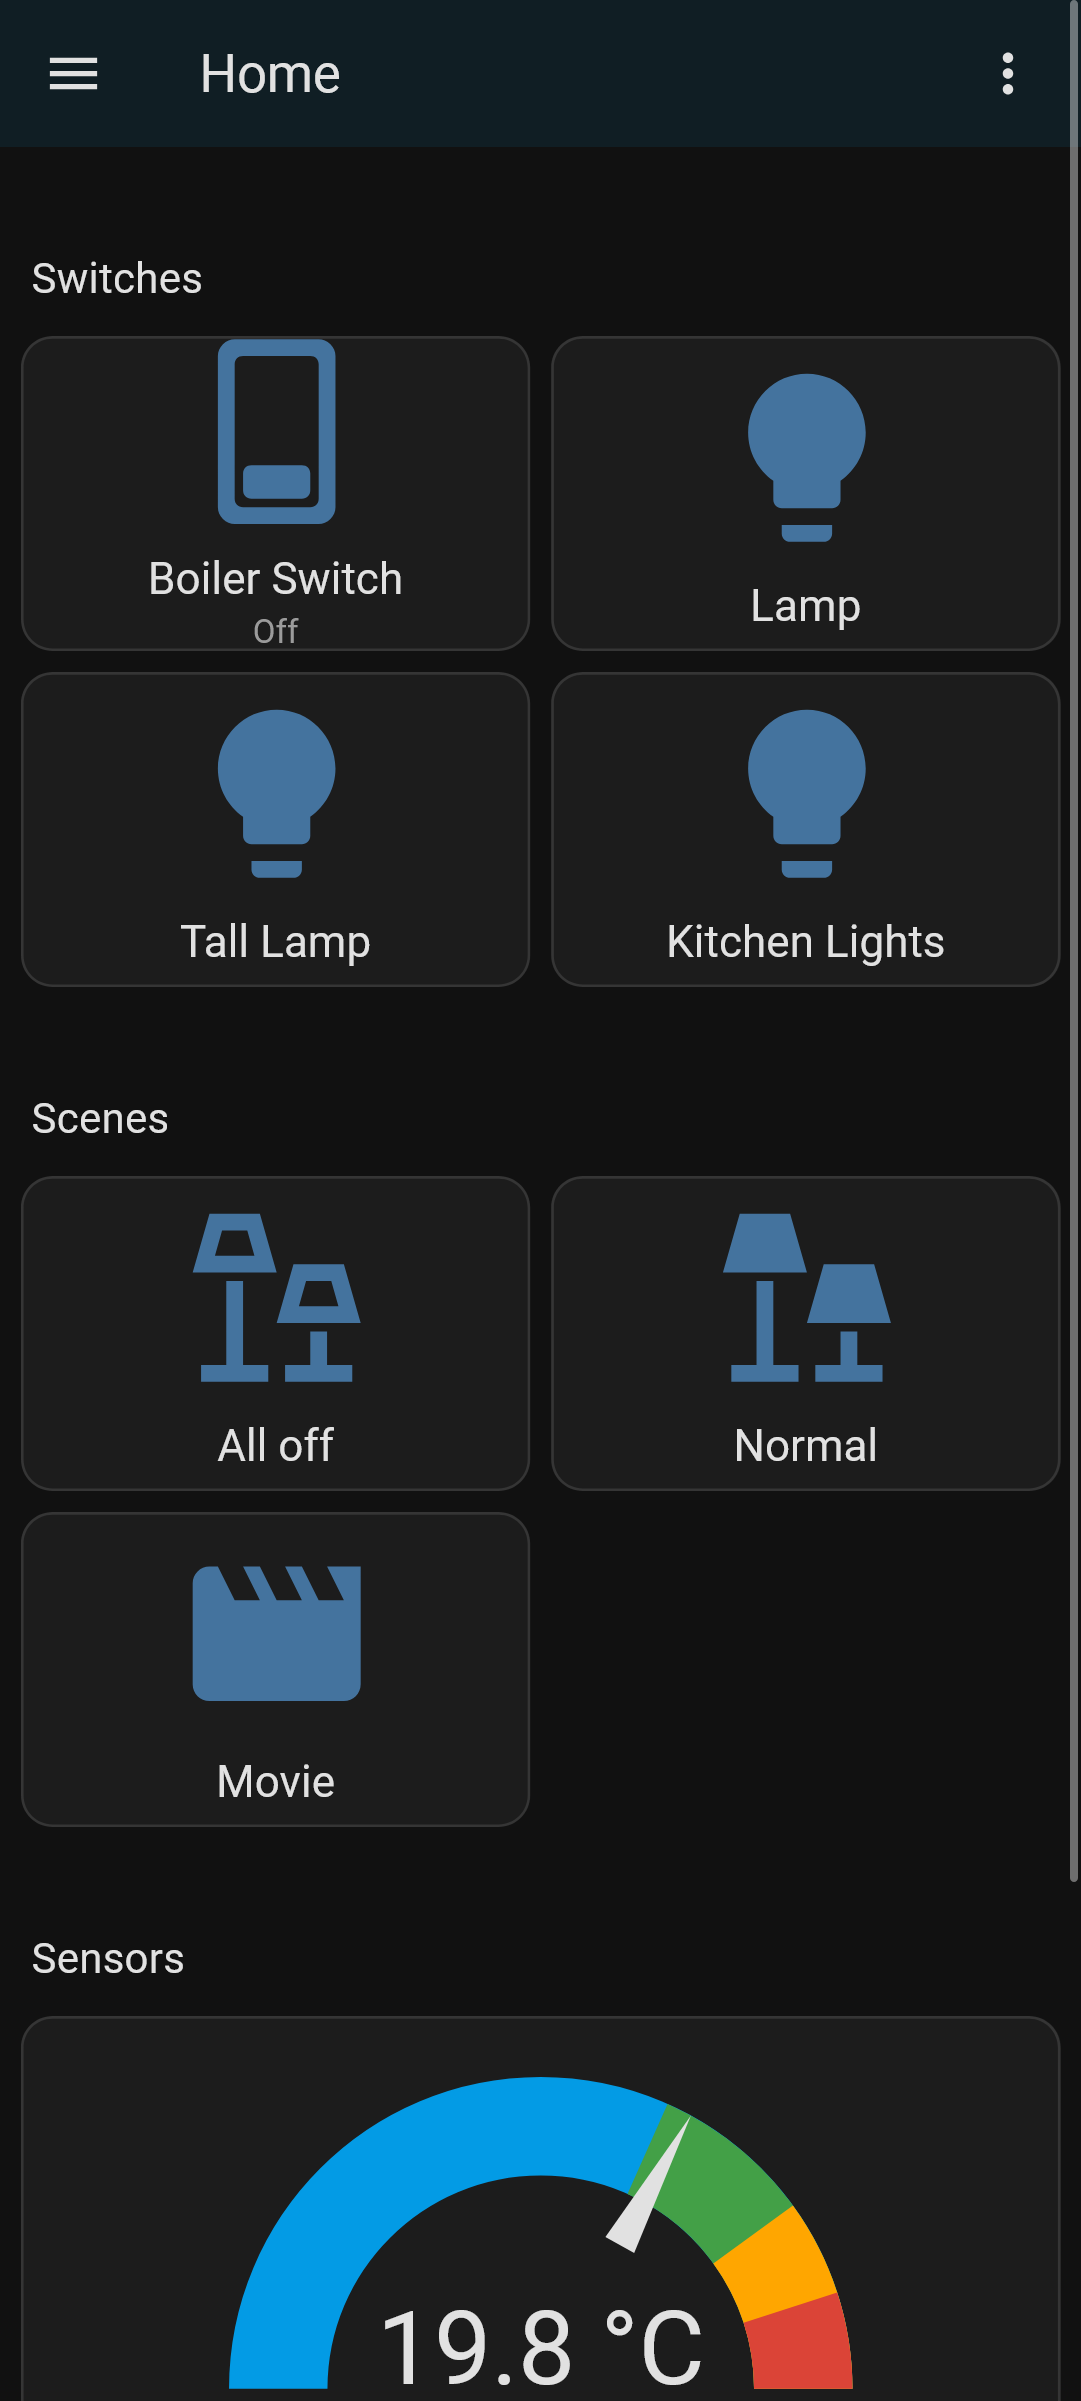 Home
Switches
Boiler Switch
Off
Lamp
Tall Lamp
Kitchen Lights
Scenes
All off
Normal
Movie
Sensors
19.8 °C